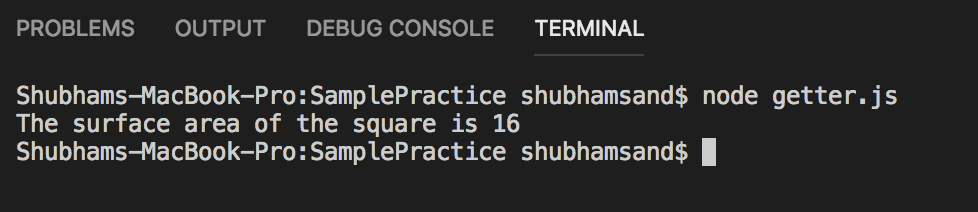 PROBLEMS OUTPUT DEBUG CONSOLE TERMINAL
Shubhams-MacBook-Pro:SamplePractice shubhamsand$ node getter.js
The surface area of the square is 16
Shubhams-MacBook-Pro:SamplePractice shubhamsand$